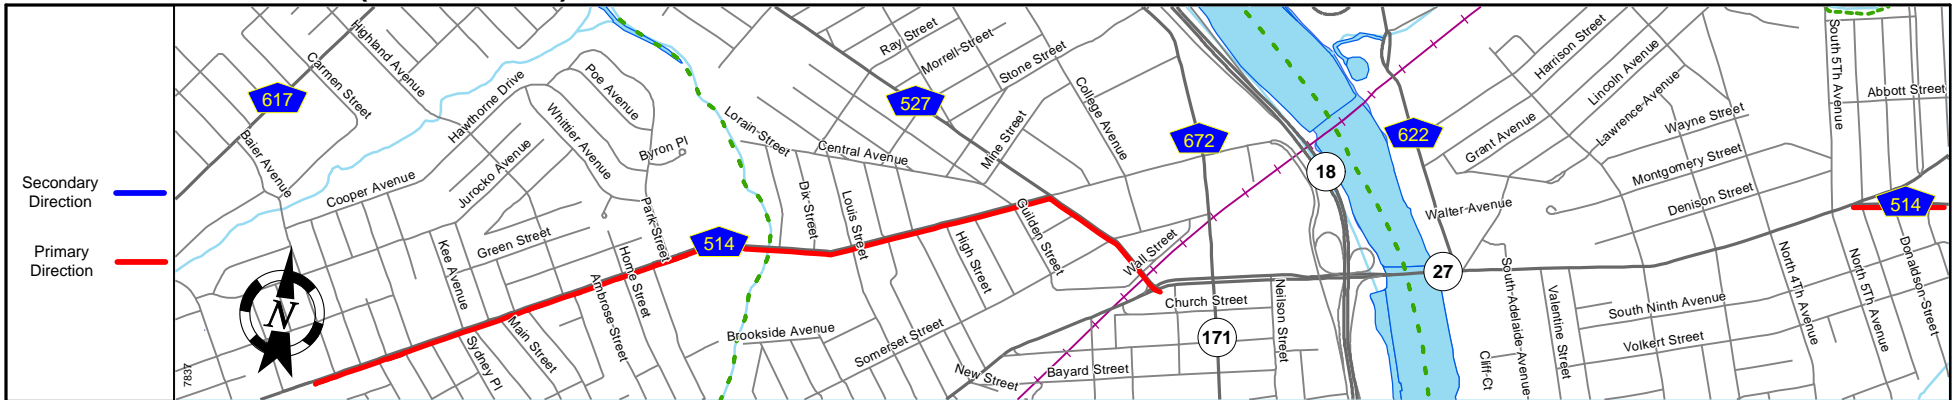 Secondary
Direction
Primary
Direction
617
Highland Avenue
Carmen Street
Baier Avenue
Hawthorne Drive
Poe Avenue
Whittier Avenue
Byron Pl
Jurocko Avenue
Cooper Avenue
Green Street
Kee Avenue
Park-Street
Home Street
Ambrose-Street
Main Street
Sydney Pl
N
7837
514
Lorain-Street
Central Avenue
Dix-Street
Louis Street
Ray Street
Morrell-Street
Stone Street
527
Mine Street
College Avenue
Guilden Street
High Street
Wall Street
Brookside Avenue
Somerset Street
New Street
Bayard Street
Church Street
Neilson Street
672
171
18
622
27
Walter-Avenue
Grant Avenue
Harrison Street
Lincoln Avenue
Lawrence-Avenue
Wayne Street
Montgomery Street
Denison Street
South 5Th Avenue
Abbott Street
514
South-Adelaide-Avenue
Cliff-Ct
Valentine Street
South Ninth Avenue
Volkert Street
North 4Th Avenue
North 5Th Avenue
Donaldson-Street